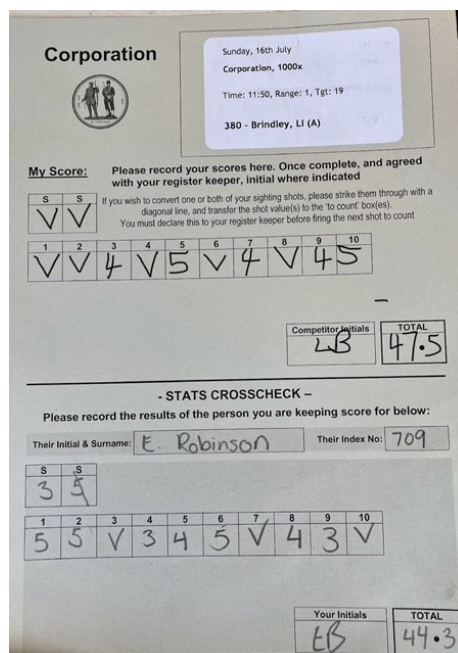 Corporation
Sunday, 16th July
Corporation, 1000x
Time: 11:50, Range: 1, Tgt: 19
380 - Brindley, LI (A)
My Score: Please record your scores here. Once complete, and agreed
with your register keeper, initial where indicated
S S
V V
If you wish to convert one or both of your sighting shots, please strike them through with a
diagonal line, and transfer the shot value(s) to the 'to count' box(es).
You must declare this to your register keeper before firing the next shot to count
1 2 3 4 5 6 7 8 9 10
V V 4 V 5 V 4 V 4 5
Competitor Initials TOTAL
LB 47.5
- STATS CROSSCHECK –
Please record the results of the person you are keeping score for below:
Their Initial & Surname: E. Robinson Their Index No: 709
S S
3 5
1 2 3 4 5 6 7 8 9 10
5 5 V 3 4 5 V 4 3 V
Your Initials TOTAL
LB 44.3